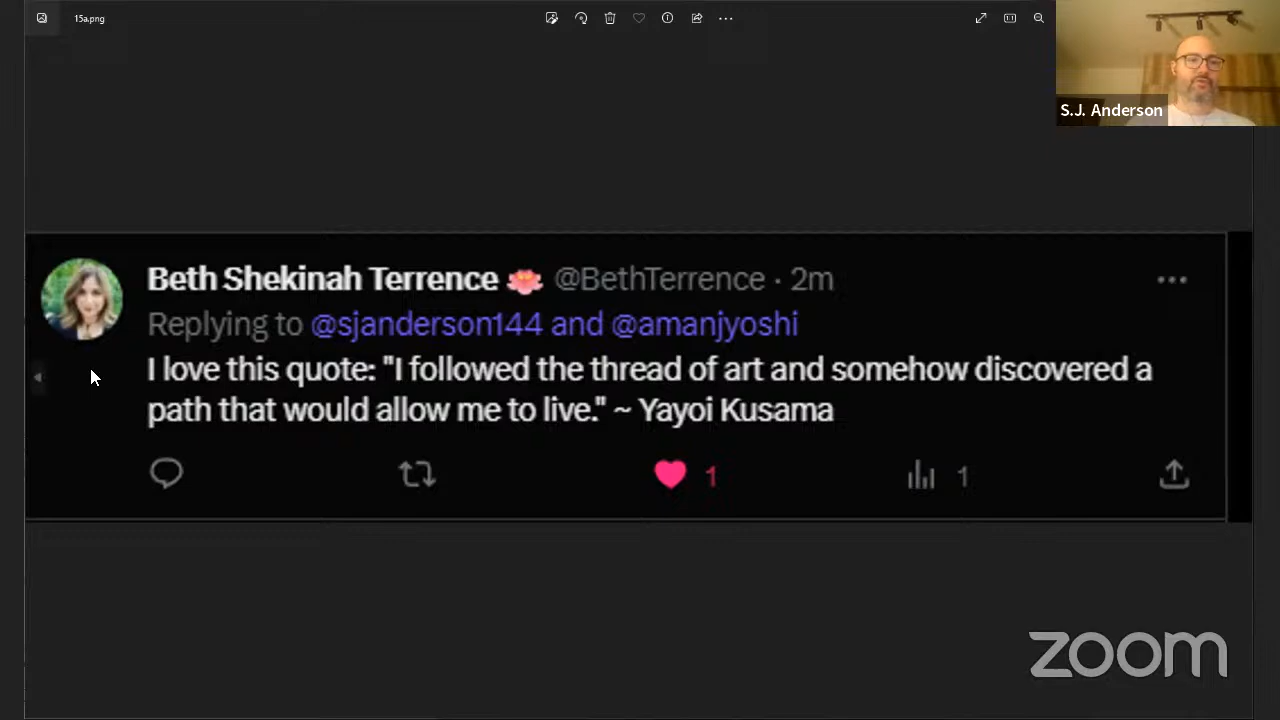 15a.png
S.J. Anderson
Beth Shekinah Terrence 🪷 @BethTerrence · 2m
Replying to @sjanderson144 and @amanjyoshi
I love this quote: "I followed the thread of art and somehow discovered a
path that would allow me to live." ~ Yayoi Kusama
1 1
zoom